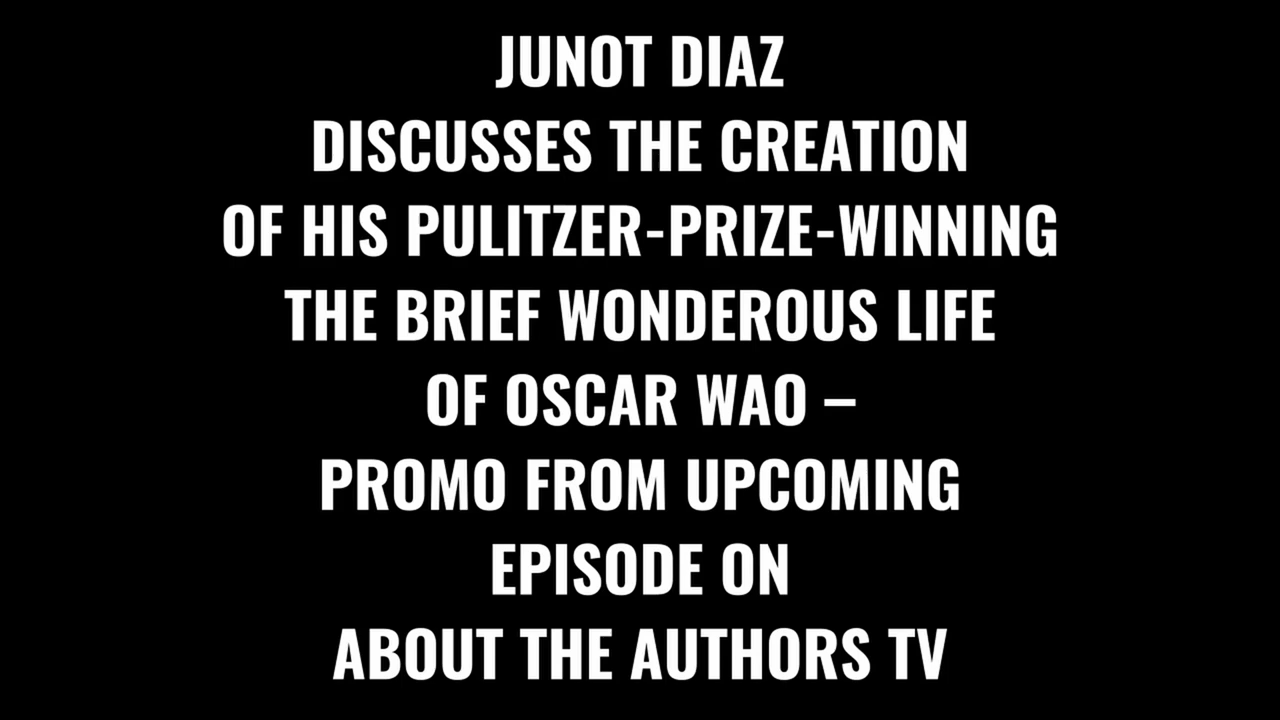 JUNOT DIAZ
DISCUSSES THE CREATION
OF HIS PULITZER-PRIZE-WINNING
THE BRIEF WONDEROUS LIFE
OF OSCAR WAO –
PROMO FROM UPCOMING
EPISODE ON
ABOUT THE AUTHORS TV